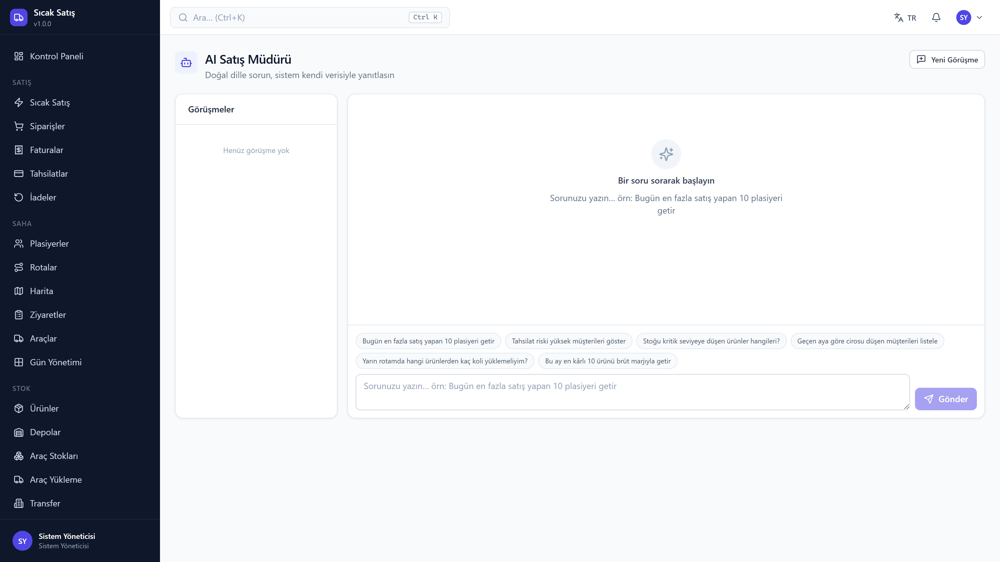 Sıcak Satış
v1.0.0
Kontrol Paneli
SATIŞ
Sıcak Satış
Siparişler
Faturalar
Tahsilatlar
İadeler
SAHA
Plasiyerler
Rotalar
Harita
Ziyaretler
Araçlar
Gün Yönetimi
STOK
Ürünler
Depolar
Araç Stokları
Araç Yükleme
Transfer
SY
Sistem Yöneticisi
Sistem Yöneticisi
Ara... (Ctrl+K)
Ctrl K
TR
SY
AI Satış Müdürü
Doğal dille sorun, sistem kendi verisiyle yanıtlasın
Yeni Görüşme
Görüşmeler
Henüz görüşme yok
Bir soru sorarak başlayın
Sorunuzu yazın... örn: Bugün en fazla satış yapan 10 plasiyeri
getir
Bugün en fazla satış yapan 10 plasiyeri getir
Tahsilat riski yüksek müşterileri göster
Stoğu kritik seviyeye düşen ürünler hangileri?
Geçen aya göre cirosu düşen müşterileri listele
Yarın rotamda hangi ürünlerden kaç koli yüklemeliyim?
Bu ay en kârlı 10 ürünü brüt marjıyla getir
Sorunuzu yazın... örn: Bugün en fazla satış yapan 10 plasiyeri getir
Gönder